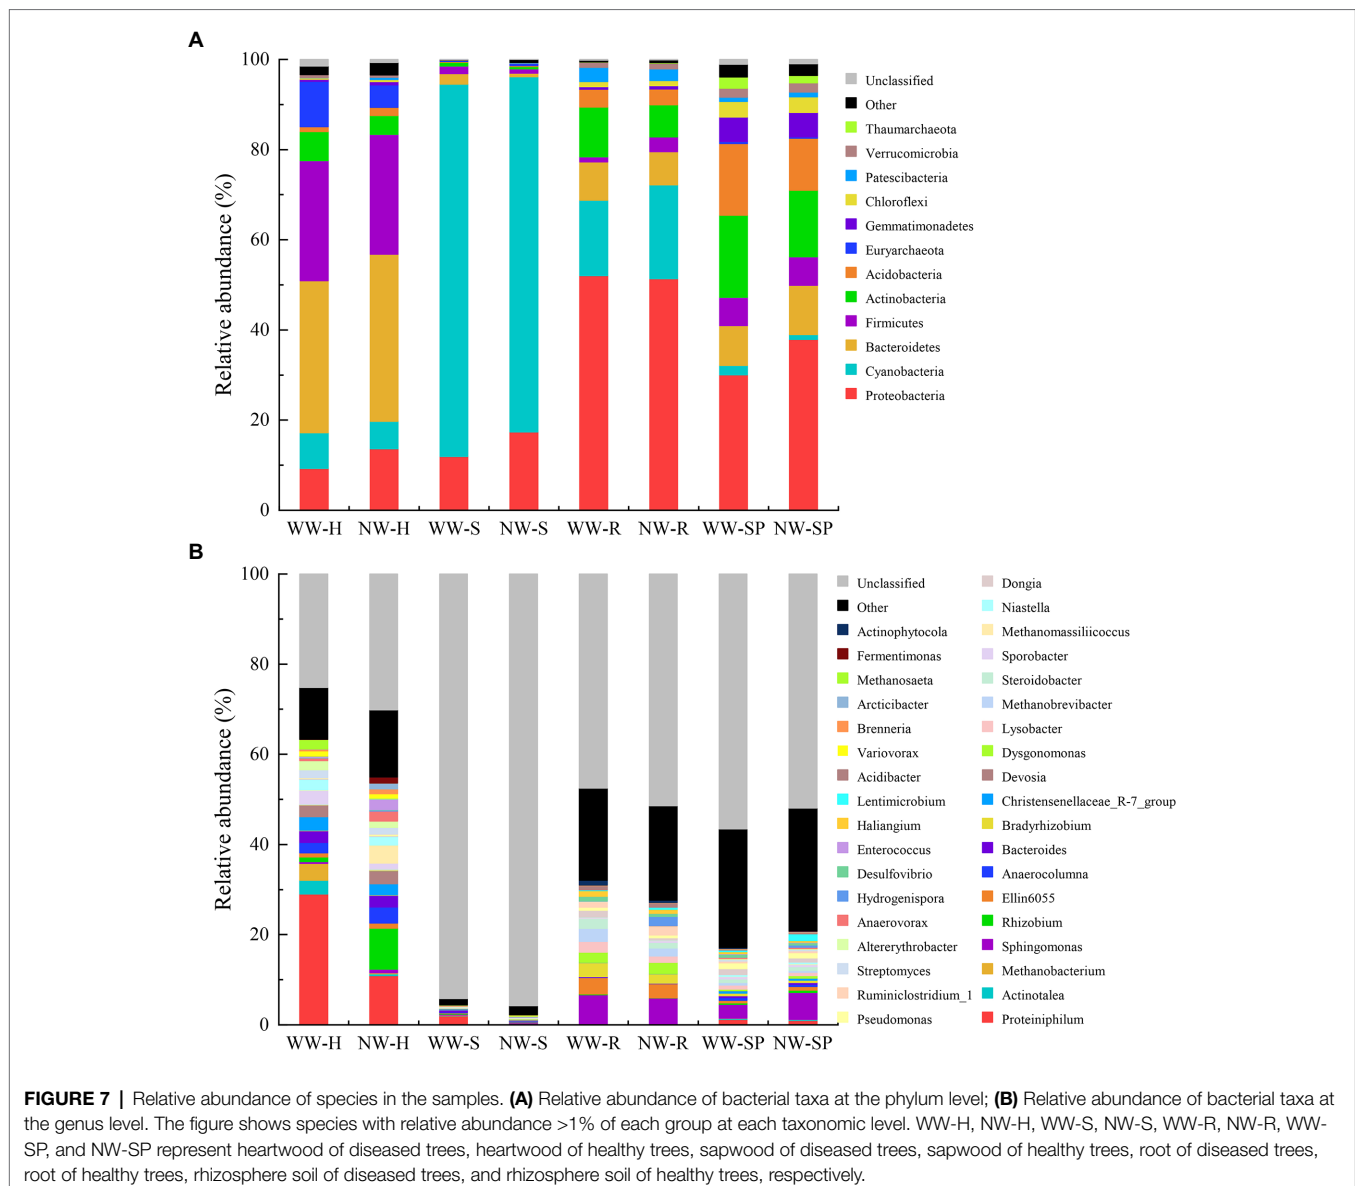 A
Relative abundance (%)
100
80
60
40
20
0
WW-H NW-H WW-S NW-S WW-R NW-R WW-SP NW-SP
Unclassified
Other
Thaumarchaeota
Verrucomicrobia
Patescibacteria
Chloroflexi
Gemmatimonadetes
Euryarchaeota
Acidobacteria
Actinobacteria
Firmicutes
Bacteroidetes
Cyanobacteria
Proteobacteria
B
Relative abundance (%)
100
80
60
40
20
0
WW-H NW-H WW-S NW-S WW-R NW-R WW-SP NW-SP
Unclassified
Other
Actinophytocola
Fermentimonas
Methanosaeta
Arcticibacter
Brenneria
Variovorax
Acidibacter
Lentimicrobium
Haliangium
Enterococcus
Desulfovibrio
Hydrogenispora
Anaerovorax
Altererythrobacter
Streptomyces
Ruminiclostridium_1
Pseudomonas
Dongia
Niastella
Methanomassiliicoccus
Sporobacter
Steroidobacter
Methanobrevibacter
Lysobacter
Dysgonomonas
Devosia
Christensenellaceae_R-7_group
Bradyrhizobium
Bacteroides
Anaerocolumna
Ellin6055
Rhizobium
Sphingomonas
Methanobacterium
Actinotalea
Proteiniphilum
FIGURE 7 | Relative abundance of species in the samples. (A) Relative abundance of bacterial taxa at the phylum level; (B) Relative abundance of bacterial taxa at
the genus level. The figure shows species with relative abundance >1% of each group at each taxonomic level. WW-H, NW-H, WW-S, NW-S, WW-R, NW-R, WW-
SP, and NW-SP represent heartwood of diseased trees, heartwood of healthy trees, sapwood of diseased trees, sapwood of healthy trees, root of diseased trees,
root of healthy trees, rhizosphere soil of diseased trees, and rhizosphere soil of healthy trees, respectively.